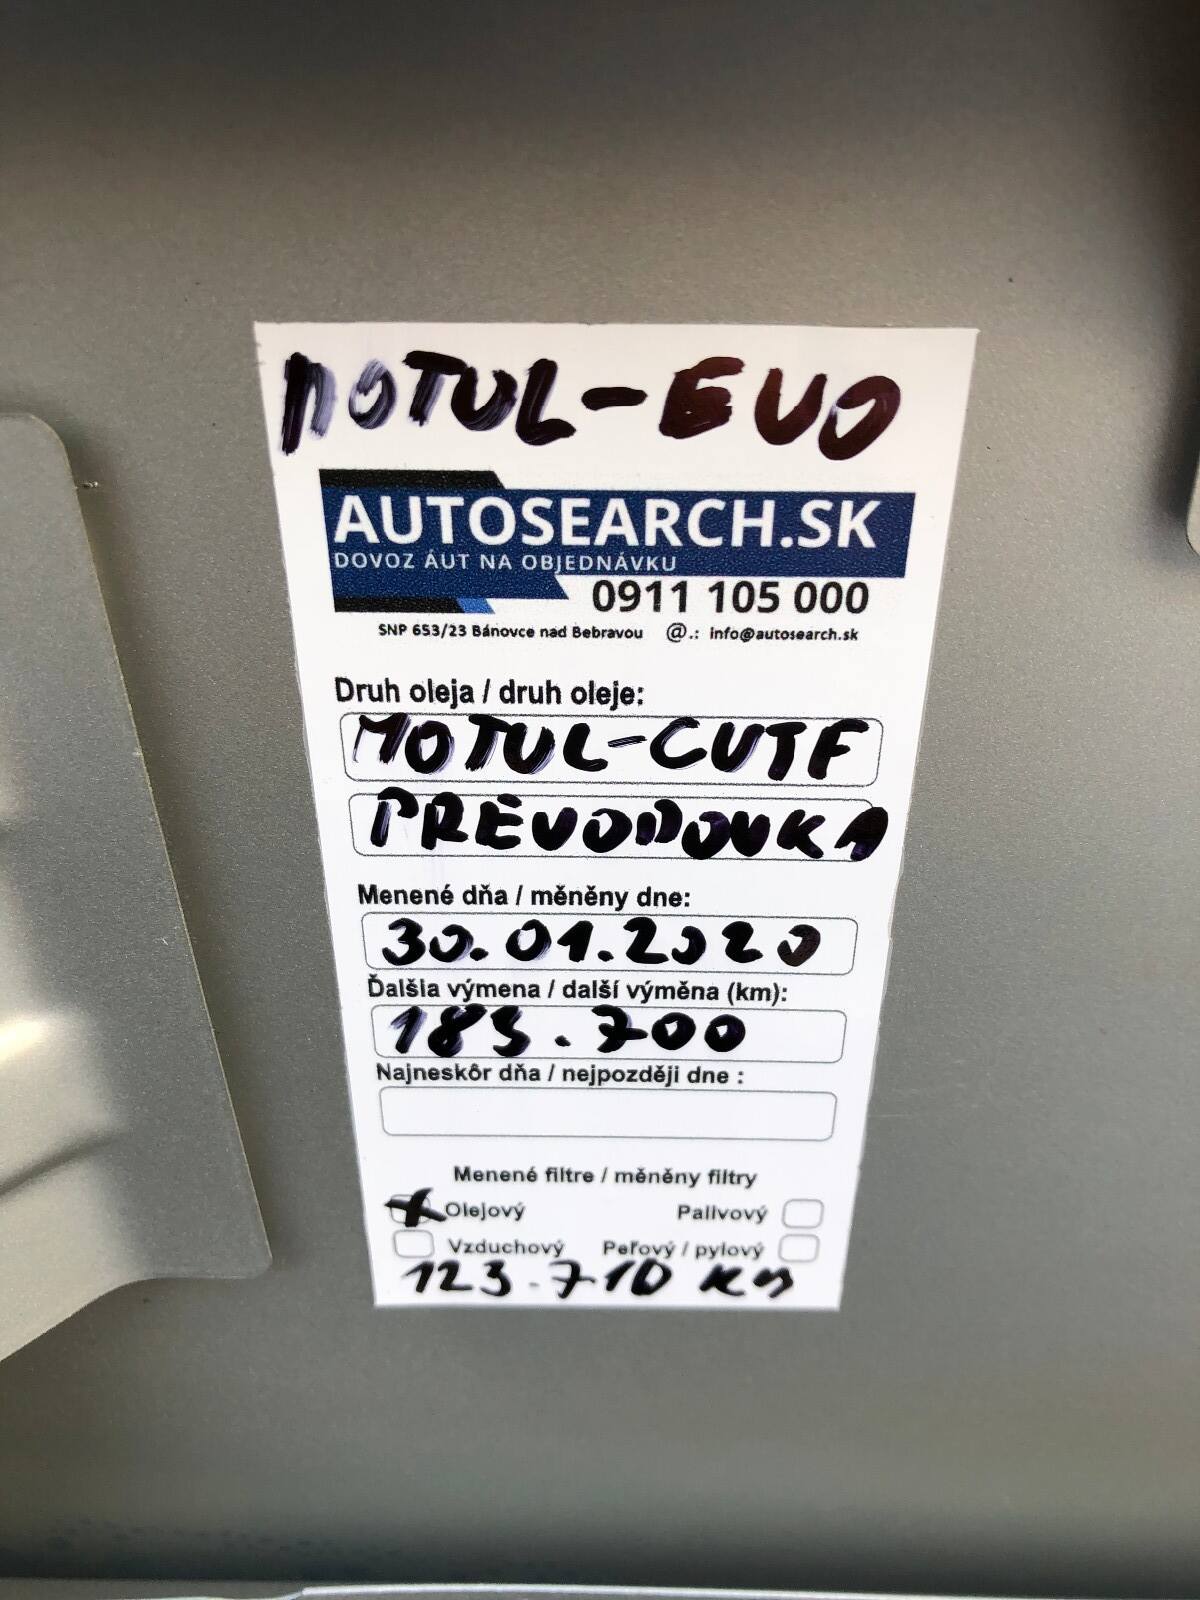 MOTUL-EVO
AUTOSEARCH.SK
DOVOZ ÁUT NA OBJEDNÁVKU
0911 105 000
SNP 653/23 Bánovce nad Bebravou @.: info@autosearch.sk
Druh oleja / druh oleje:
MOTUL-CVTF
PREVODOVKA
Menené dňa / měněny dne:
30.01.2020
Ďalšia výmena / další výměna (km):
183.700
Najneskôr dňa / nejpozději dne :
Menené filtre / měněny filtry
Olejový Palivový
Vzduchový Peľový / pylový
123.710 KM